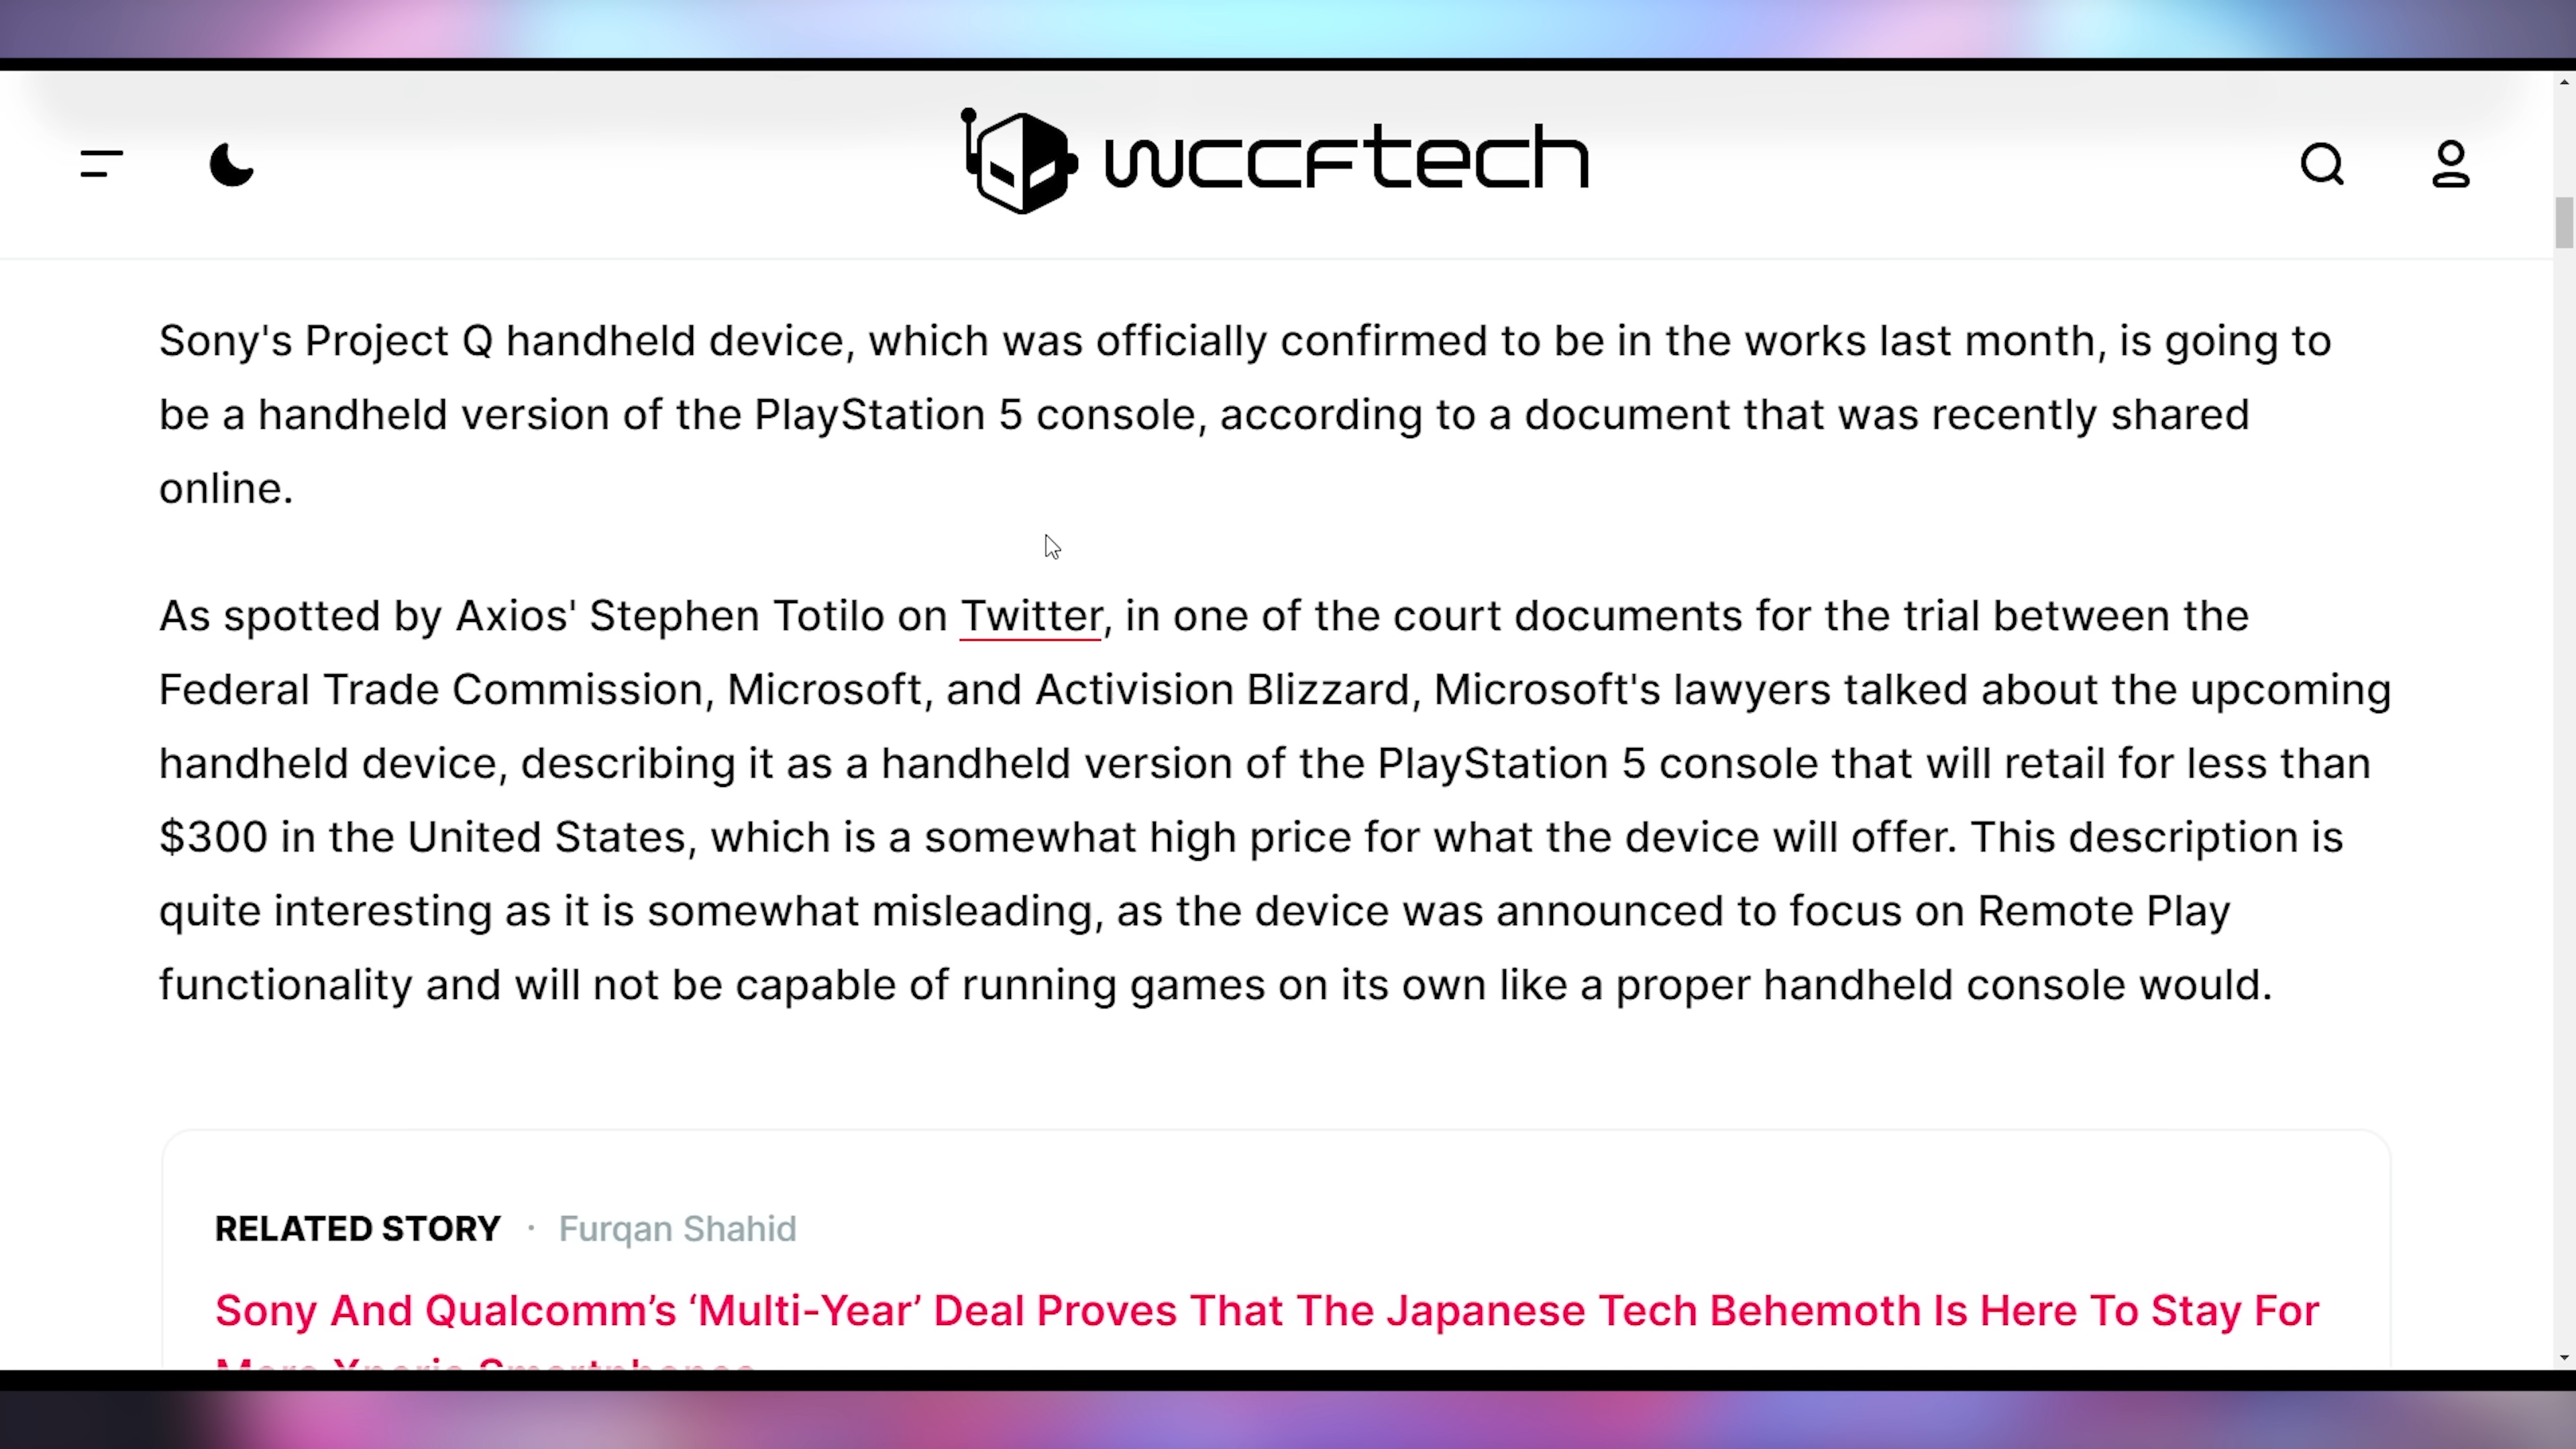 wccftech
Sony's Project Q handheld device, which was officially confirmed to be in the works last month, is going to
be a handheld version of the PlayStation 5 console, according to a document that was recently shared
online.
As spotted by Axios' Stephen Totilo on Twitter, in one of the court documents for the trial between the
Federal Trade Commission, Microsoft, and Activision Blizzard, Microsoft's lawyers talked about the upcoming
handheld device, describing it as a handheld version of the PlayStation 5 console that will retail for less than
$300 in the United States, which is a somewhat high price for what the device will offer. This description is
quite interesting as it is somewhat misleading, as the device was announced to focus on Remote Play
functionality and will not be capable of running games on its own like a proper handheld console would.
RELATED STORY · Furqan Shahid
Sony And Qualcomm’s ‘Multi-Year’ Deal Proves That The Japanese Tech Behemoth Is Here To Stay For
More Xperia Smartphones